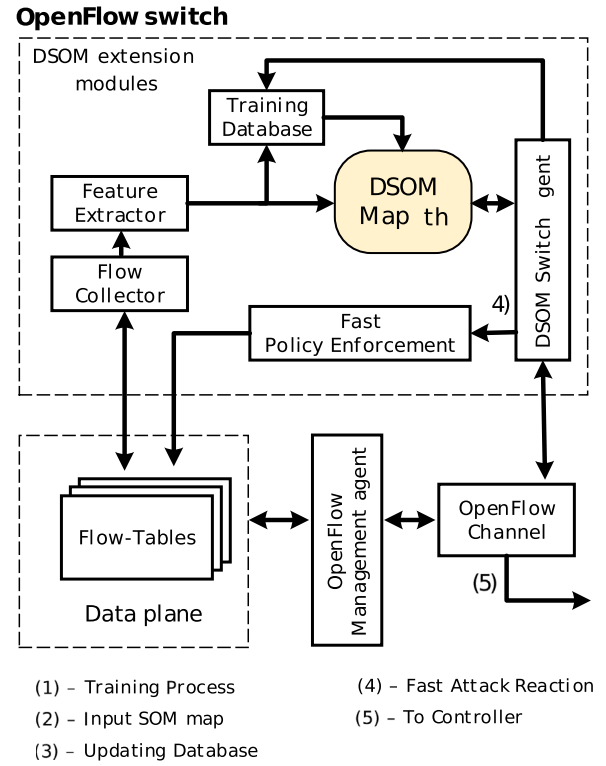 OpenFlow switch
DSOM extension
modules
Training
Database
DSOM
Map th
Feature
Extractor
Flow
Collector
DSOM Switch gent
4)
Fast
Policy Enforcement
Flow-Tables
Data plane
OpenFlow
Management agent
OpenFlow
Channel
(5)
(1) – Training Process
(2) – Input SOM map
(3) – Updating Database
(4) – Fast Attack Reaction
(5) – To Controller